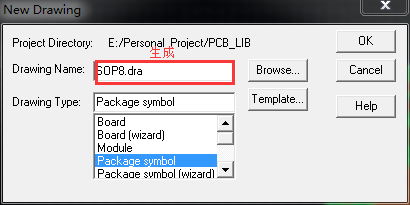 New Drawing
Project Directory: E:/Personal_Project/PCB_LIB
OK
生成
Drawing Name: SOP8.dra
Browse...
Cancel
Drawing Type: Package symbol
Template...
Help
Board
Board (wizard)
Module
Package symbol
Package symbol (wizard)